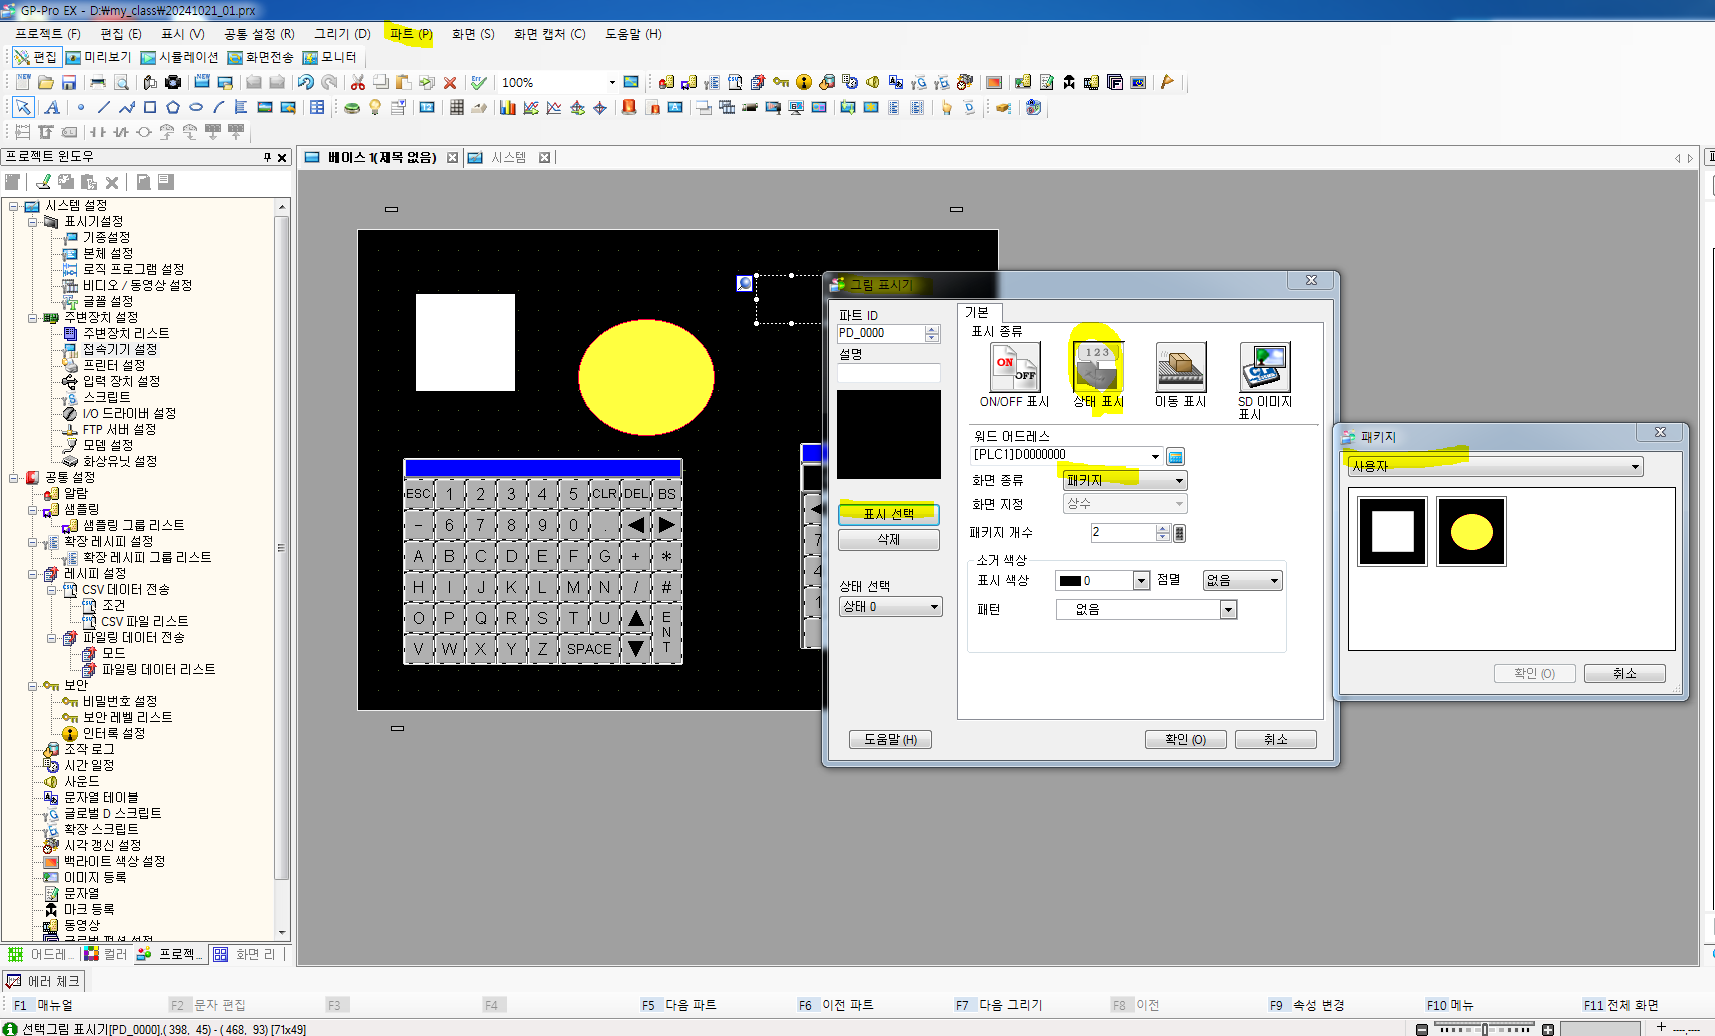 GP-Pro EX - D:\my_class\20241021_01.prx
프로젝트 (F) 편집 (E) 표시 (V) 공통 설정 (R) 그리기 (D) 파트 (P) 화면 (S) 화면 캡처 (C) 도움말 (H)
편집 미리보기 시뮬레이션 화면전송 모니터
100%
프로젝트 윈도우
베이스 1(제목 없음) 시스템
시스템 설정
표시기설정
기종설정
본체 설정
로직 프로그램 설정
비디오 / 동영상 설정
글꼴 설정
주변장치 설정
주변장치 리스트
접속기기 설정
프린터 설정
입력 장치 설정
스크립트
I/O 드라이버 설정
FTP 서버 설정
모뎀 설정
화상유닛 설정
공통 설정
알람
샘플링
샘플링 그룹 리스트
확장 레시피 설정
확장 레시피 그룹 리스트
레시피 설정
CSV 데이터 전송
조건
CSV 파일 리스트
파일링 데이터 전송
모드
파일링 데이터 리스트
보안
비밀번호 설정
보안 레벨 리스트
인터록 설정
조작 로그
시간 일정
사운드
문자열 테이블
글로벌 D 스크립트
확장 스크립트
시각 갱신 설정
백라이트 색상 설정
이미지 등록
문자열
마크 등록
동영상
어드레... 컬러 프로젝... 화면 리
에러 체크
ESC 1 2 3 4 5 CLR DEL BS
- 6 7 8 9 0 . ◀ ▶
A B C D E F G + *
H I J K L M N / #
O P Q R S T U ▲ ENT
V W X Y Z SPACE ▼
그림 표시기
파트 ID
PD_0000
설명
표시 선택
삭제
상태 선택
상태 0
기본
표시 종류
ON OFF 123
ON/OFF 표시 상태 표시 이동 표시 SD 이미지 표시
워드 어드레스
[PLC1]D0000000
화면 종류 패키지
화면 지정 상수
패키지 개수 2
소거 색상
표시 색상 0 점멸 없음
패턴 없음
도움말 (H) 확인 (O) 취소
패키지
사용자
확인 (O) 취소
F1 매뉴얼 F2 문자 편집 F3 F4 F5 다음 파트 F6 이전 파트 F7 다음 그리기 F8 이전 F9 속성 변경 F10 메뉴 F11 전체 화면
선택그림 표시기[PD_0000],( 398, 45) - ( 468, 93) [71x49]